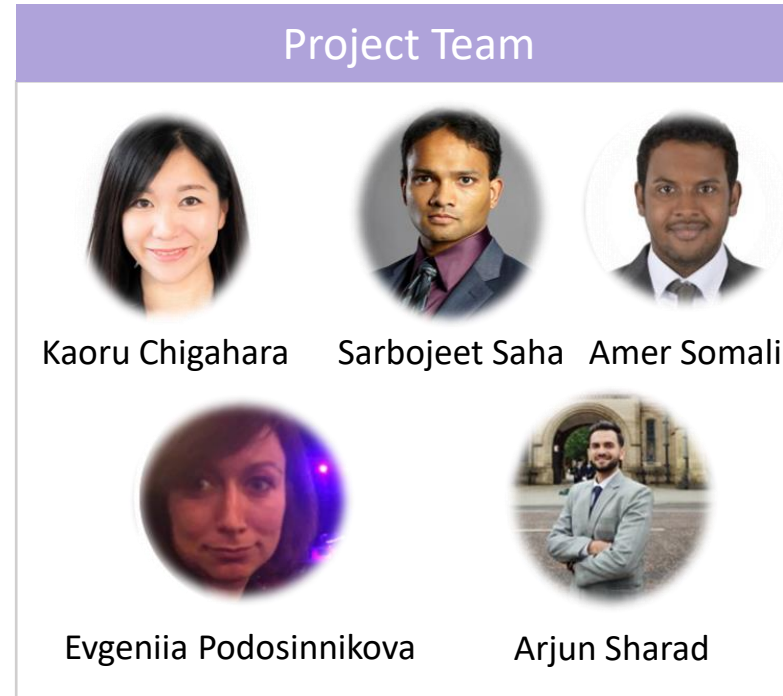 Project Team
Kaoru Chigahara Sarbojeet Saha Amer Somali
Evgeniia Podosinnikova Arjun Sharad